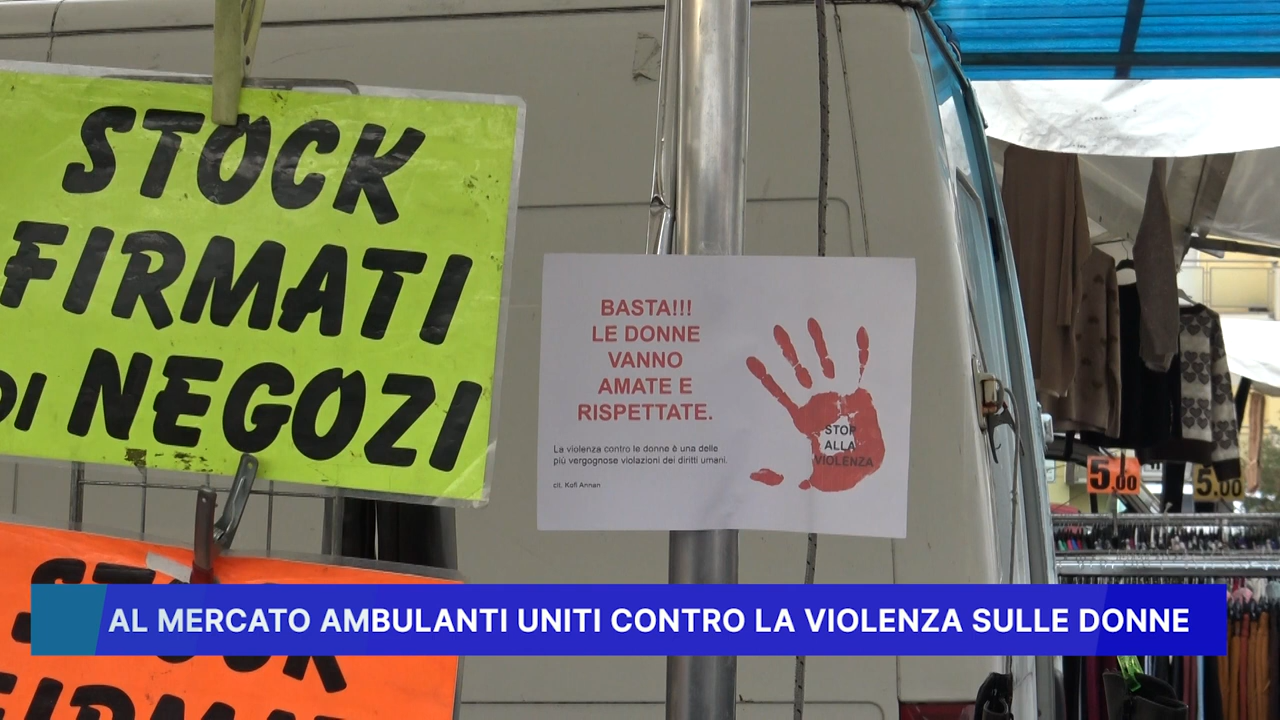 STOCK
FIRMATI
DI NEGOZI
BASTA!!!
LE DONNE
VANNO
AMATE E
RISPETTATE.
La violenza contro le donne è una delle
più vergognose violazioni dei diritti umani.
cit. Kofi Annan
STOP
ALLA
VIOLENZA
5.00
5.00
STOCK
FIRMATI
AL MERCATO AMBULANTI UNITI CONTRO LA VIOLENZA SULLE DONNE